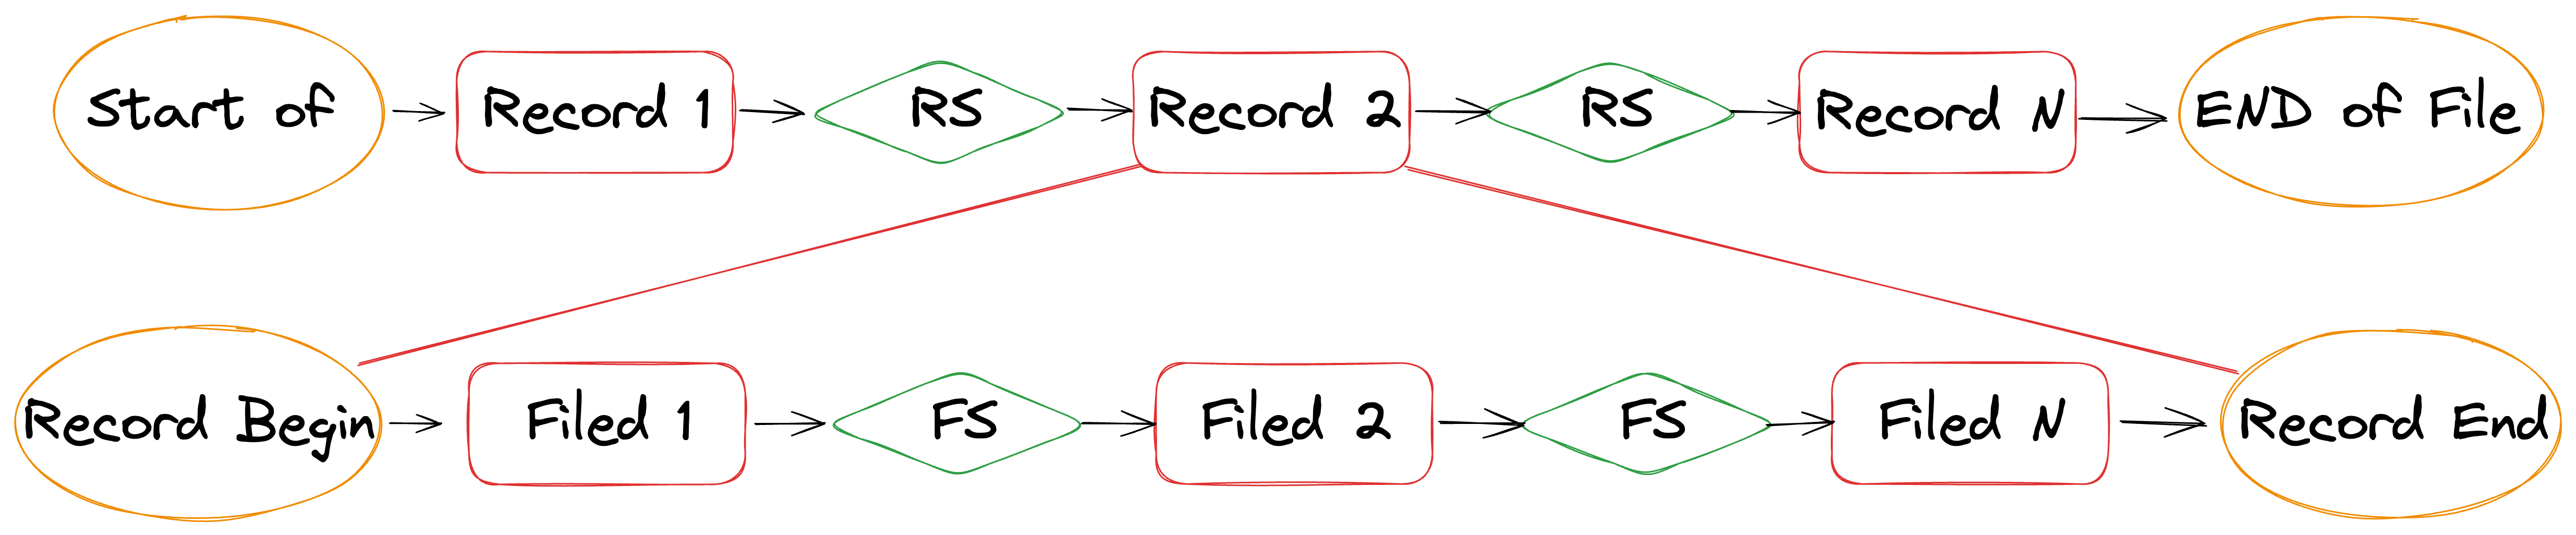 Start of
Record 1
RS
Record 2
RS
Record N
END of File
Record Begin
Filed 1
FS
Filed 2
FS
Filed N
Record End